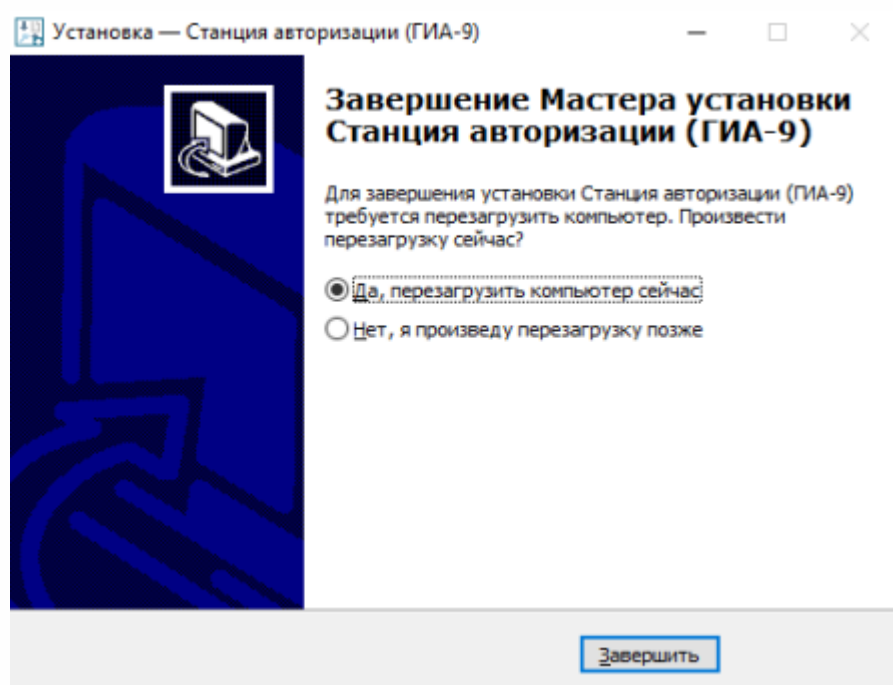 Установка — Станция авторизации (ГИА-9)
Завершение Мастера установки
Станция авторизации (ГИА-9)
Для завершения установки Станция авторизации (ГИА-9)
требуется перезагрузить компьютер. Произвести
перезагрузку сейчас?
Да, перезагрузить компьютер сейчас
Нет, я произведу перезагрузку позже
Завершить